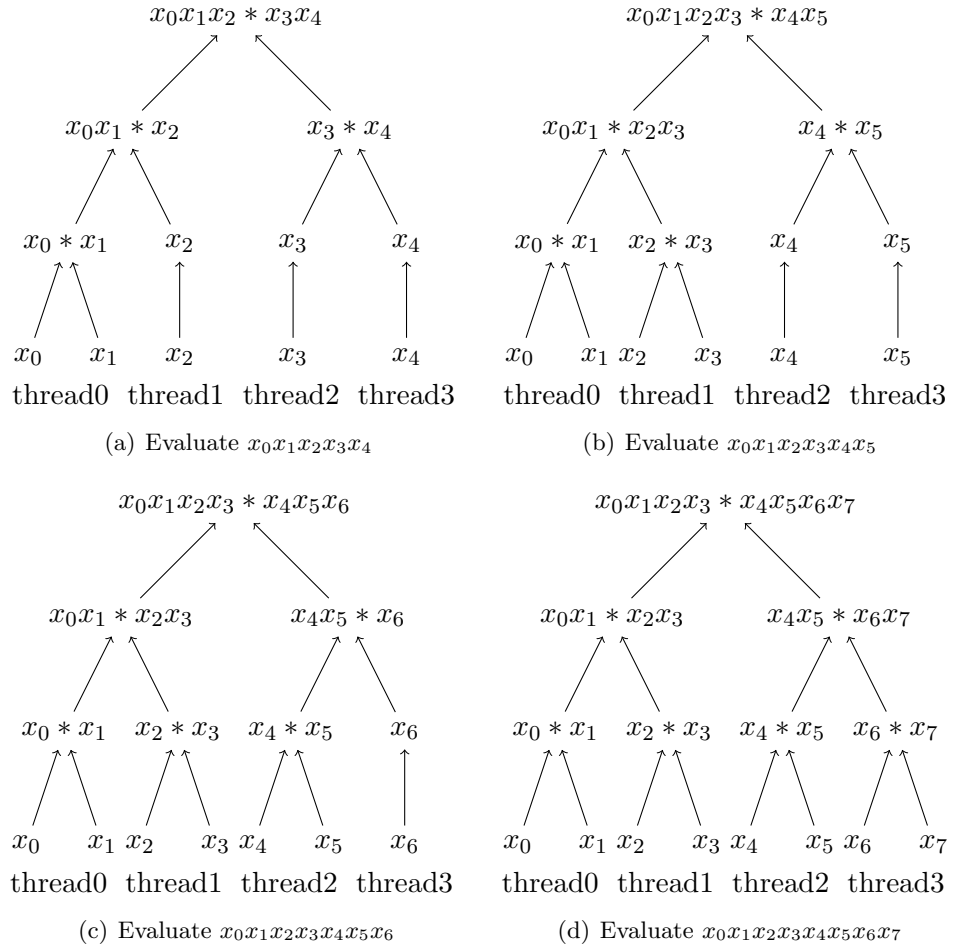 x₀x₁x₂ * x₃x₄
x₀x₁ * x₂ x₃ * x₄
x₀ * x₁ x₂ x₃ x₄
x₀ x₁ x₂ x₃ x₄
thread0 thread1 thread2 thread3
(a) Evaluate x₀x₁x₂x₃x₄
x₀x₁x₂x₃ * x₄x₅
x₀x₁ * x₂x₃ x₄ * x₅
x₀ * x₁ x₂ * x₃ x₄ x₅
x₀ x₁ x₂ x₃ x₄ x₅
thread0 thread1 thread2 thread3
(b) Evaluate x₀x₁x₂x₃x₄x₅
x₀x₁x₂x₃ * x₄x₅x₆
x₀x₁ * x₂x₃ x₄x₅ * x₆
x₀ * x₁ x₂ * x₃ x₄ * x₅ x₆
x₀ x₁ x₂ x₃ x₄ x₅ x₆
thread0 thread1 thread2 thread3
(c) Evaluate x₀x₁x₂x₃x₄x₅x₆
x₀x₁x₂x₃ * x₄x₅x₆x₇
x₀x₁ * x₂x₃ x₄x₅ * x₆x₇
x₀ * x₁ x₂ * x₃ x₄ * x₅ x₆ * x₇
x₀ x₁ x₂ x₃ x₄ x₅ x₆ x₇
thread0 thread1 thread2 thread3
(d) Evaluate x₀x₁x₂x₃x₄x₅x₆x₇